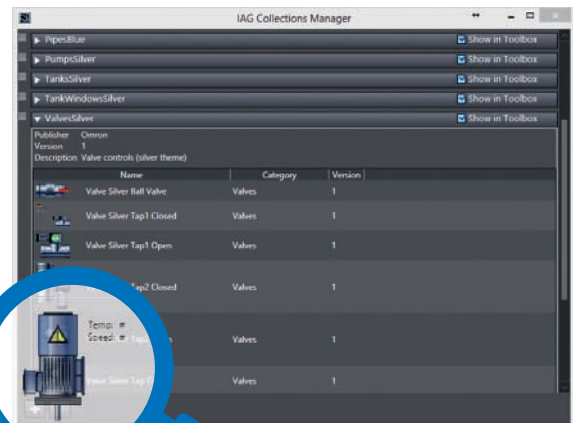 IAG Collections Manager
PipesBlue Show in Toolbox
PumpsSilver Show in Toolbox
TanksSilver Show in Toolbox
TankWindowsSilver Show in Toolbox
ValvesSilver Show in Toolbox
Publisher Omron
Version 1
Description Valve controls (silver theme)
Name Category Version
Valve Silver Ball Valve Valves 1
Valve Silver Tap1 Closed Valves 1
Valve Silver Tap1 Open Valves 1
Tap2 Closed Valves 1
Temp: #
Speed: #
Valves 1
Valve Silver Tap Valves 1